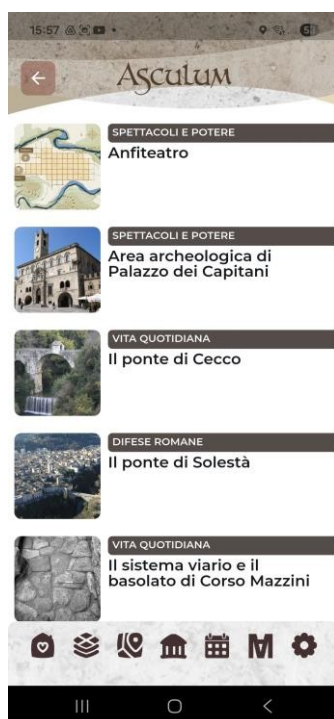 15:57
Asculum
SPETTACOLI E POTERE
Anfiteatro
SPETTACOLI E POTERE
Area archeologica di
Palazzo dei Capitani
VITA QUOTIDIANA
Il ponte di Cecco
DIFESE ROMANE
Il ponte di Solestà
VITA QUOTIDIANA
Il sistema viario e il
basolato di Corso Mazzini